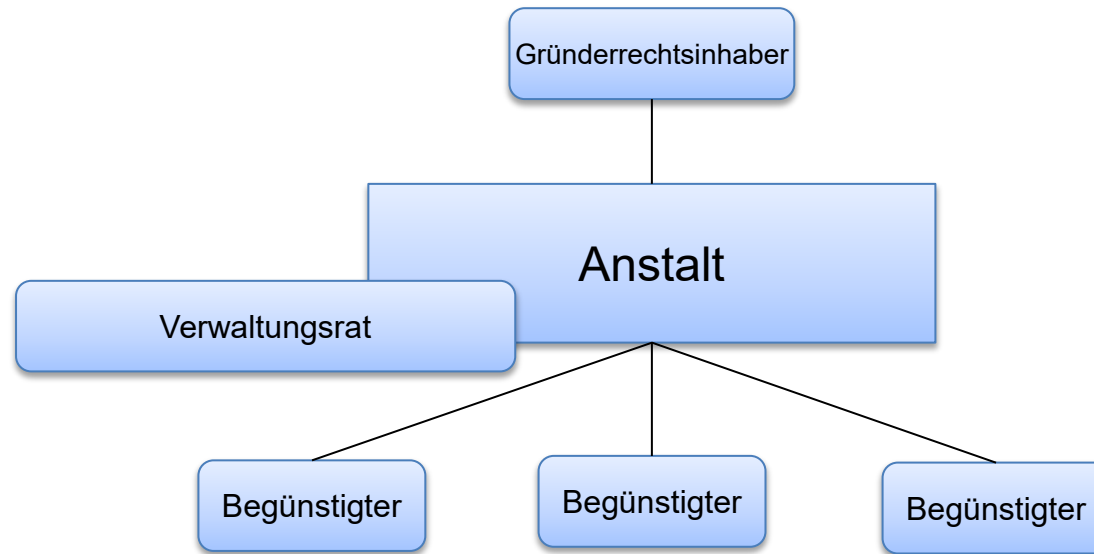 Gründerrechtsinhaber
Anstalt
Verwaltungsrat
Begünstigter
Begünstigter
Begünstigter